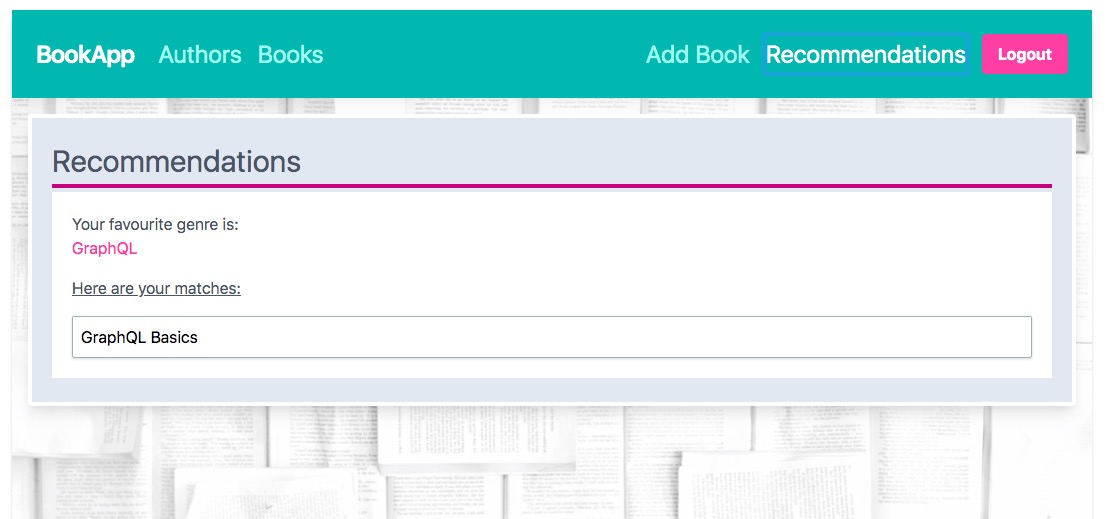 BookApp Authors Books Add Book Recommendations Logout
Recommendations
Your favourite genre is:
GraphQL
Here are your matches:
GraphQL Basics